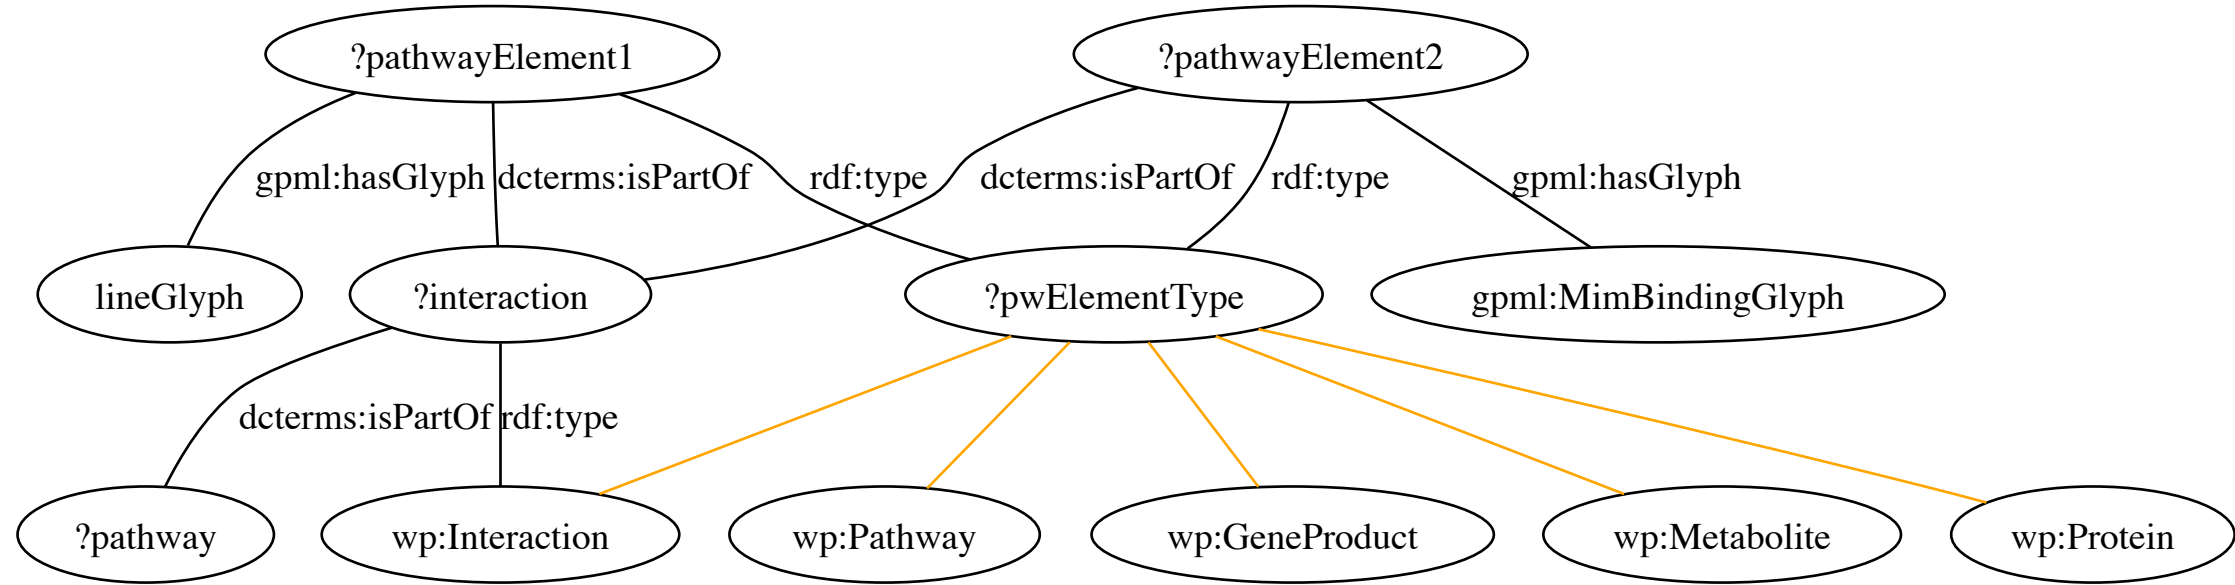 ?pathwayElement1
?pathwayElement2
gpml:hasGlyph
dcterms:isPartOf
rdf:type
dcterms:isPartOf
rdf:type
gpml:hasGlyph
lineGlyph
?interaction
?pwElementType
gpml:MimBindingGlyph
dcterms:isPartOf
rdf:type
?pathway
wp:Interaction
wp:Pathway
wp:GeneProduct
wp:Metabolite
wp:Protein